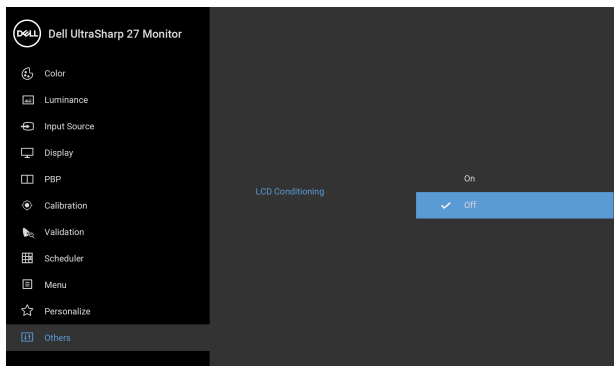 DELL Dell UltraSharp 27 Monitor
Color
Luminance
Input Source
Display
PBP
Calibration
Validation
Scheduler
Menu
Personalize
Others
LCD Conditioning
On
Off